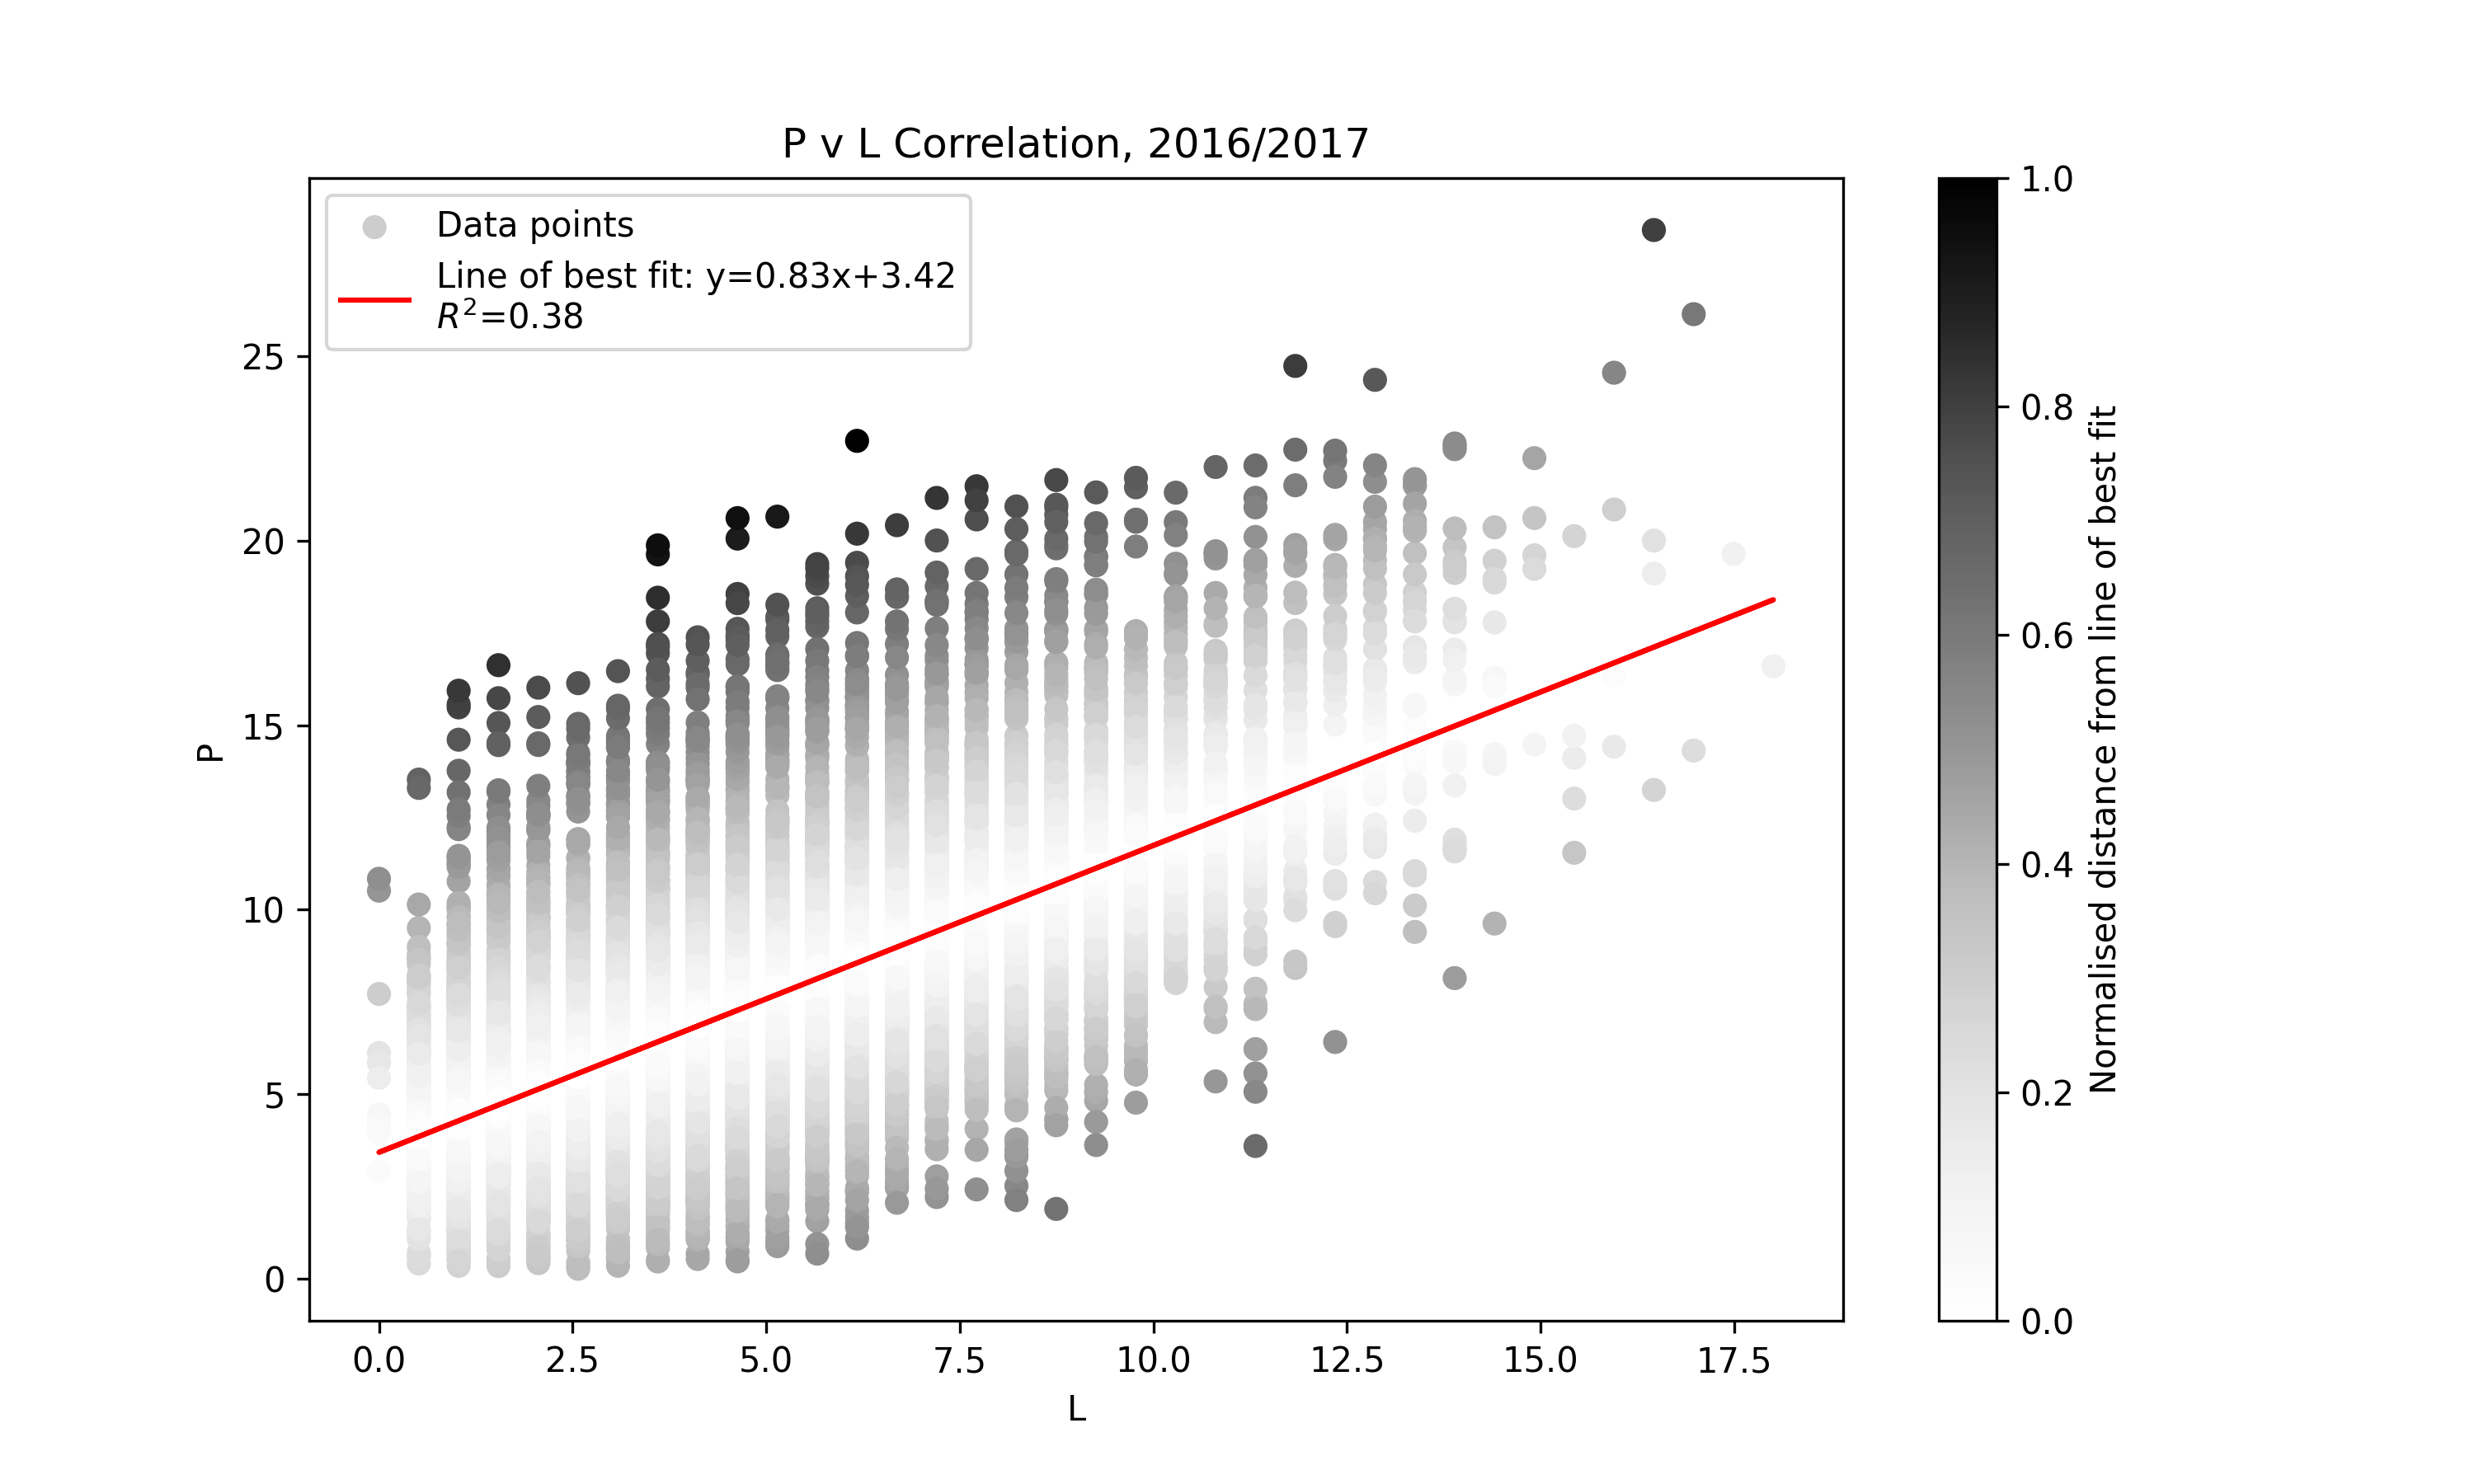 P v L Correlation, 2016/2017
Data points
Line of best fit: y=0.83x+3.42
R²=0.38
25
20
15
10
5
0
P
0.0 2.5 5.0 7.5 10.0 12.5 15.0 17.5
L
1.0
0.8
0.6
0.4
0.2
0.0
Normalised distance from line of best fit